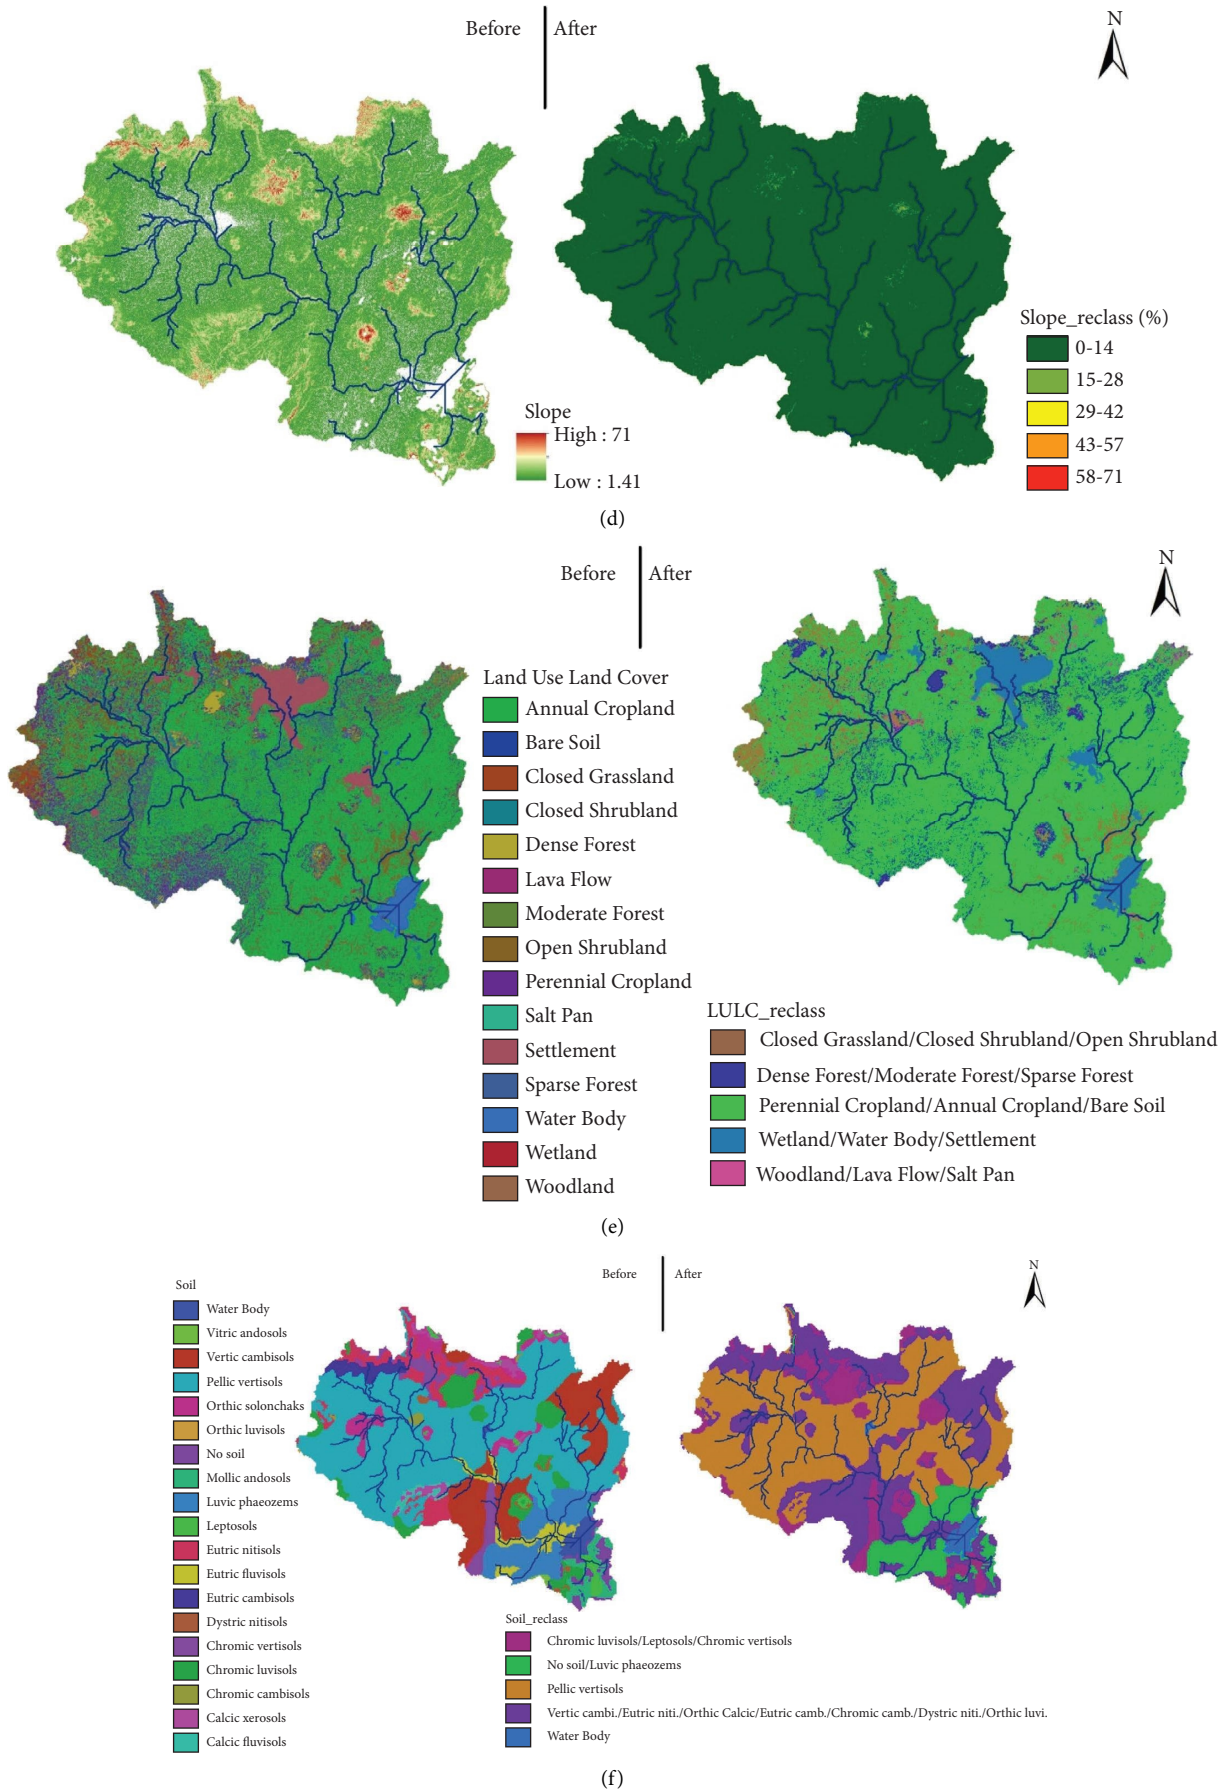 Before
After
N
Slope
High : 71
Low : 1.41
Slope_reclass (%)
0-14
15-28
29-42
43-57
58-71
(d)
Before
After
N
Land Use Land Cover
Annual Cropland
Bare Soil
Closed Grassland
Closed Shrubland
Dense Forest
Lava Flow
Moderate Forest
Open Shrubland
Perennial Cropland
Salt Pan
Settlement
Sparse Forest
Water Body
Wetland
Woodland
LULC_reclass
Closed Grassland/Closed Shrubland/Open Shrubland
Dense Forest/Moderate Forest/Sparse Forest
Perennial Cropland/Annual Cropland/Bare Soil
Wetland/Water Body/Settlement
Woodland/Lava Flow/Salt Pan
(e)
Before
After
N
Soil
Water Body
Vitric andosols
Vertic cambisols
Pellic vertisols
Orthic solonchaks
Orthic luvisols
No soil
Mollic andosols
Luvic phaeozems
Leptosols
Eutric nitisols
Eutric fluvisols
Eutric cambisols
Dystric nitisols
Chromic vertisols
Chromic luvisols
Chromic cambisols
Calcic xerosols
Calcic fluvisols
Soil_reclass
Chromic luvisols/Leptosols/Chromic vertisols
No soil/Luvic phaeozems
Pellic vertisols
Vertic cambi./Eutric niti./Orthic Calcic/Eutric camb./Chromic camb./Dystric niti./Orthic luvi.
Water Body
(f)